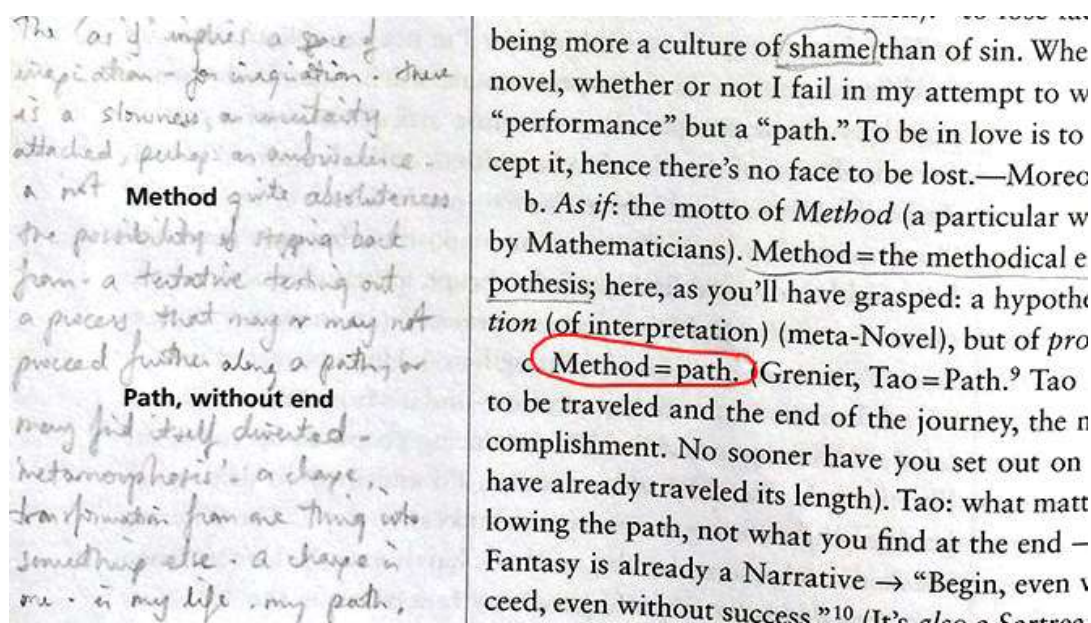 The (as if) implies a space of
for imagination. There
is a slowness, a uncertainty
attached, perhaps an ambivalence.
a not quite absoluteness
Method
the possibility of stepping back
from - a tentative testing out
a process that may or may not
proceed further along a path, or
Path, without end
may find itself diverted -
'metamorphosis'. a change,
transformation from one thing into
something else. a change in
one. in my life. my path,
being more a culture of shame than of sin. Whe
novel, whether or not I fail in my attempt to w
“performance” but a “path.” To be in love is to
cept it, hence there’s no face to be lost.—Moreo
b. As if: the motto of Method (a particular w
by Mathematicians). Method = the methodical e
pothesis; here, as you’ll have grasped: a hypothe
tion (of interpretation) (meta-Novel), but of pro
c. Method = path. (Grenier, Tao = Path.9 Tao
to be traveled and the end of the journey, the m
complishment. No sooner have you set out on
have already traveled its length). Tao: what matt
lowing the path, not what you find at the end —
Fantasy is already a Narrative → “Begin, even w
ceed, even without success”10 (It’s also a Sartrea